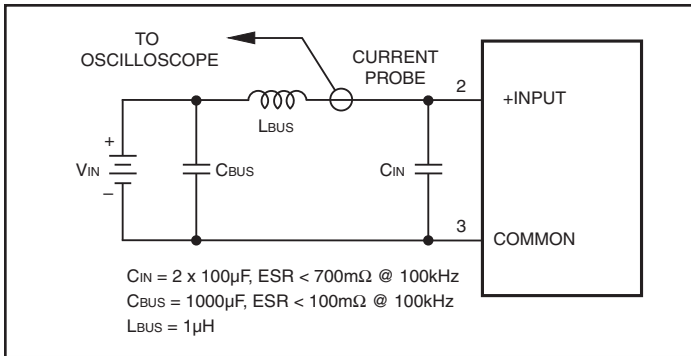 TO
OSCILLOSCOPE
CURRENT
PROBE
2
+INPUT
LBUS
+
VIN
–
CBUS
CIN
3
COMMON
CIN = 2 x 100µF, ESR < 700mΩ @ 100kHz
CBUS = 1000µF, ESR < 100mΩ @ 100kHz
LBUS = 1µH